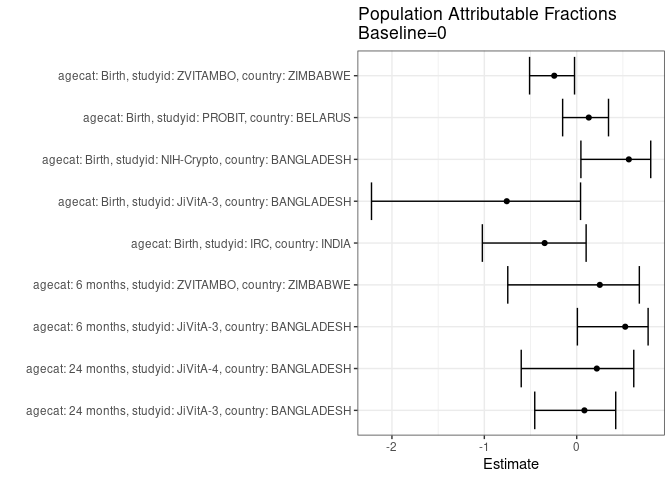 Population Attributable Fractions
Baseline=0
agecat: Birth, studyid: ZVITAMBO, country: ZIMBABWE
agecat: Birth, studyid: PROBIT, country: BELARUS
agecat: Birth, studyid: NIH-Crypto, country: BANGLADESH
agecat: Birth, studyid: JiVitA-3, country: BANGLADESH
agecat: Birth, studyid: IRC, country: INDIA
agecat: 6 months, studyid: ZVITAMBO, country: ZIMBABWE
agecat: 6 months, studyid: JiVitA-3, country: BANGLADESH
agecat: 24 months, studyid: JiVitA-4, country: BANGLADESH
agecat: 24 months, studyid: JiVitA-3, country: BANGLADESH
-2 -1 0
Estimate